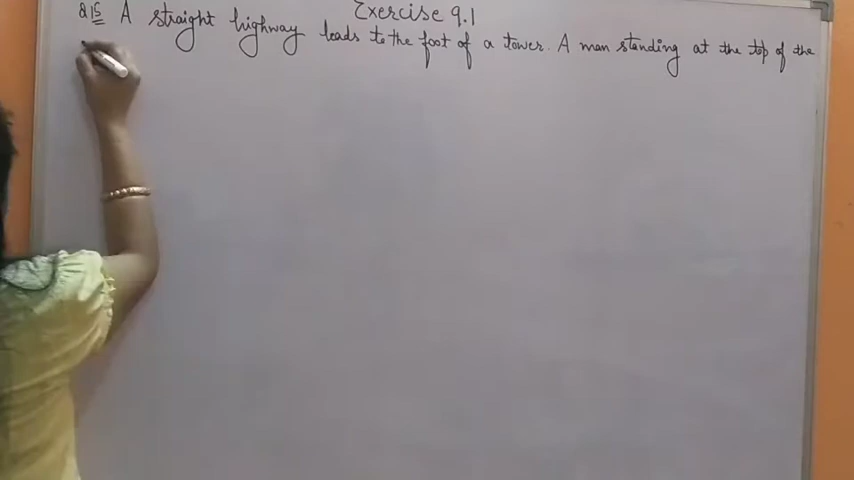 Exercise 9.1
Q15 A straight highway leads to the foot of a tower. A man standing at the top of the